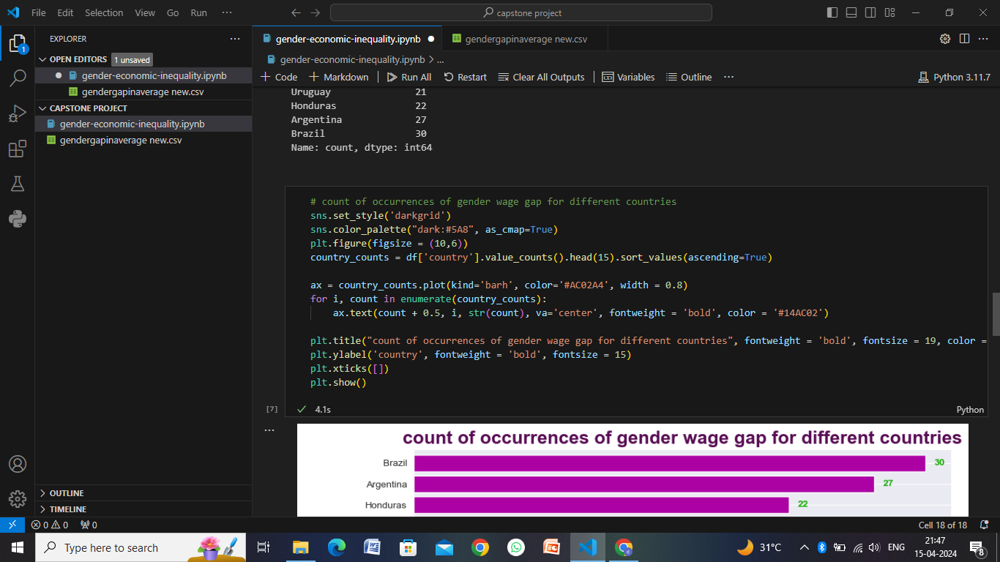 File Edit Selection View Go Run ···
capstone project
EXPLORER ···
OPEN EDITORS 1 unsaved
gender-economic-inequality.ipynb
gendergapinaverage new.csv
CAPSTONE PROJECT
gender-economic-inequality.ipynb
gendergapinaverage new.csv
OUTLINE
TIMELINE
1
gender-economic-inequality.ipynb
gendergapinaverage new.csv
gender-economic-inequality.ipynb > ...
+ Code + Markdown | Run All Restart Clear All Outputs | Variables Outline ··· Python 3.11.7
Uruguay 21
Honduras 22
Argentina 27
Brazil 30
Name: count, dtype: int64
# count of occurrences of gender wage gap for different countries
sns.set_style('darkgrid')
sns.color_palette("dark:#5A8", as_cmap=True)
plt.figure(figsize = (10,6))
country_counts = df['country'].value_counts().head(15).sort_values(ascending=True)
ax = country_counts.plot(kind='barh', color='#AC02A4', width = 0.8)
for i, count in enumerate(country_counts):
    ax.text(count + 0.5, i, str(count), va='center', fontweight = 'bold', color = '#14AC02')
plt.title("count of occurrences of gender wage gap for different countries", fontweight = 'bold', fontsize = 19, color =
plt.ylabel('country', fontweight = 'bold', fontsize = 15)
plt.xticks([])
plt.show()
[7] 4.1s Python
...
count of occurrences of gender wage gap for different countries
Brazil 30
Argentina 27
Honduras 22
0 0 0 Cell 18 of 18
Type here to search 31°C ENG 21:47
15-04-2024 8